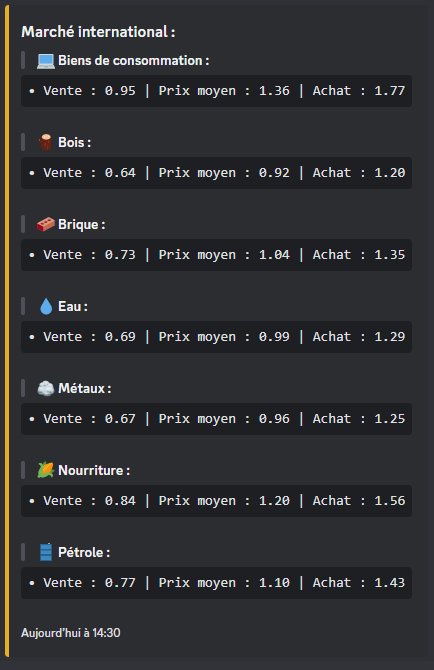 Marché international :
Biens de consommation :
• Vente : 0.95 | Prix moyen : 1.36 | Achat : 1.77
Bois :
• Vente : 0.64 | Prix moyen : 0.92 | Achat : 1.20
Brique :
• Vente : 0.73 | Prix moyen : 1.04 | Achat : 1.35
Eau :
• Vente : 0.69 | Prix moyen : 0.99 | Achat : 1.29
Métaux :
• Vente : 0.67 | Prix moyen : 0.96 | Achat : 1.25
Nourriture :
• Vente : 0.84 | Prix moyen : 1.20 | Achat : 1.56
Pétrole :
• Vente : 0.77 | Prix moyen : 1.10 | Achat : 1.43
Aujourd'hui à 14:30